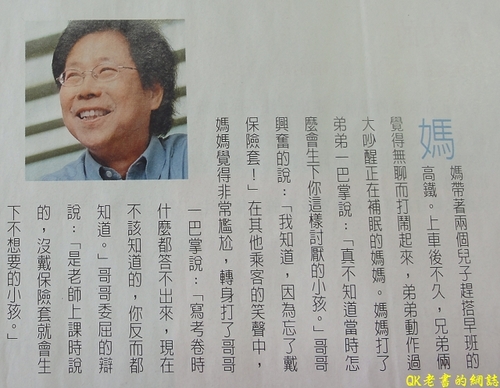 媽
媽帶著兩個兒子趕搭早班的
高鐵。上車後不久，兄弟倆
覺得無聊而打鬧起來，弟弟動作過
大吵醒正在補眠的媽媽。媽媽打了
弟弟一巴掌說：「真不知道當時怎
麼會生下你這樣討厭的小孩。」哥哥
興奮的說：「我知道，因為忘了戴
保險套！」在其他乘客的笑聲中，
媽媽覺得非常尷尬，轉身打了哥哥
一巴掌說：「寫考卷時
什麼都答不出來，現在
不該知道的，你反而都
知道。」哥哥委屈的辯
說：「是老師上課時說
的，沒戴保險套就會生
下不想要的小孩。」
QK老書的網誌